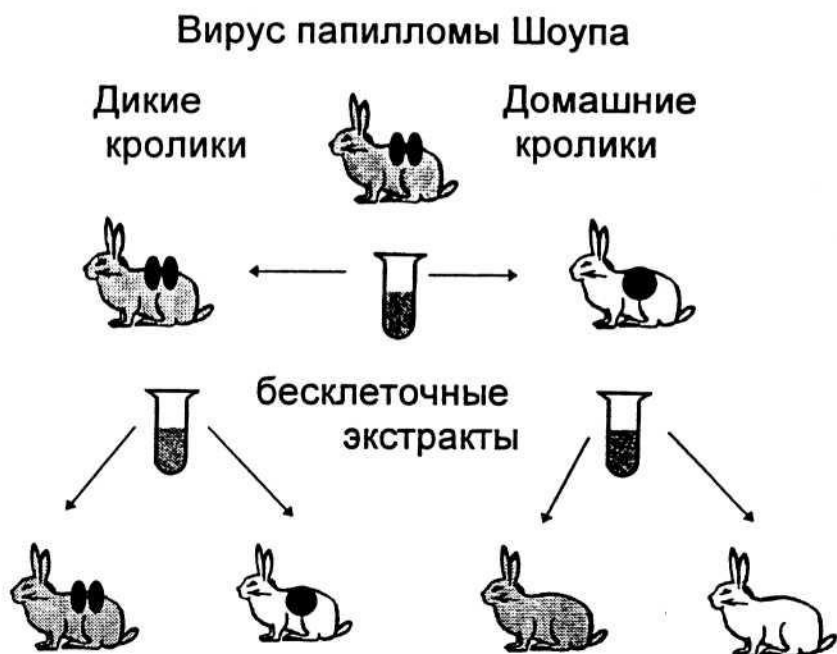 Вирус папилломы Шоупа
Дикие
кролики
Домашние
кролики
бесклеточные
экстракты